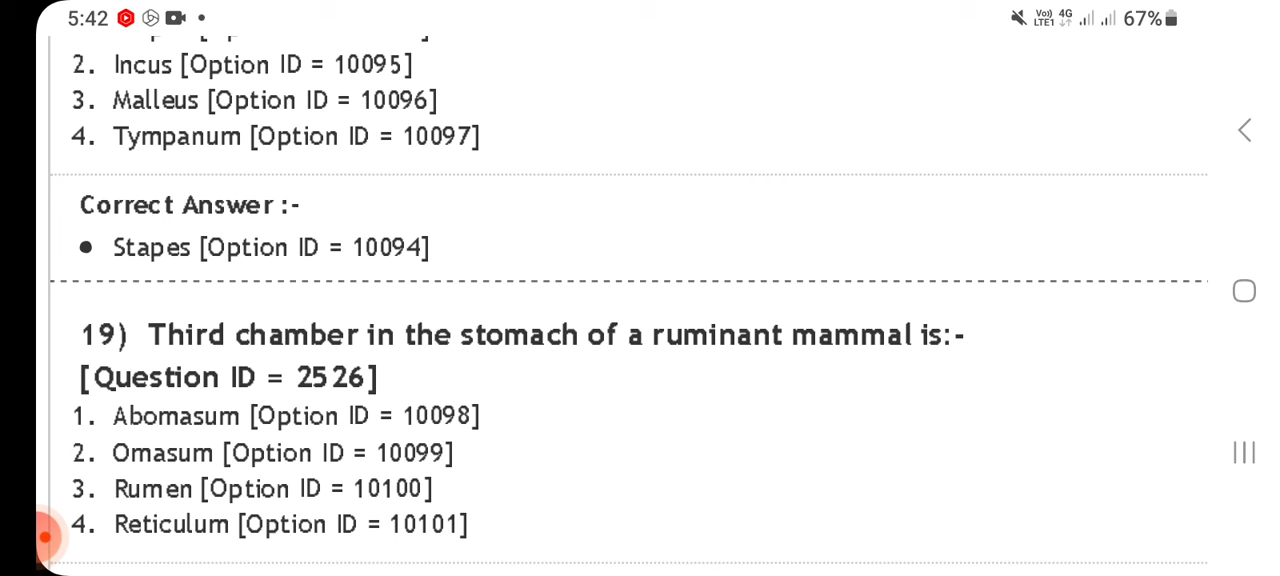 5:42
Vo) 4G
LTE1 67%
2. Incus [Option ID = 10095]
3. Malleus [Option ID = 10096]
4. Tympanum [Option ID = 10097]
Correct Answer :-
● Stapes [Option ID = 10094]
19) Third chamber in the stomach of a ruminant mammal is:-
[Question ID = 2526]
1. Abomasum [Option ID = 10098]
2. Omasum [Option ID = 10099]
3. Rumen [Option ID = 10100]
4. Reticulum [Option ID = 10101]